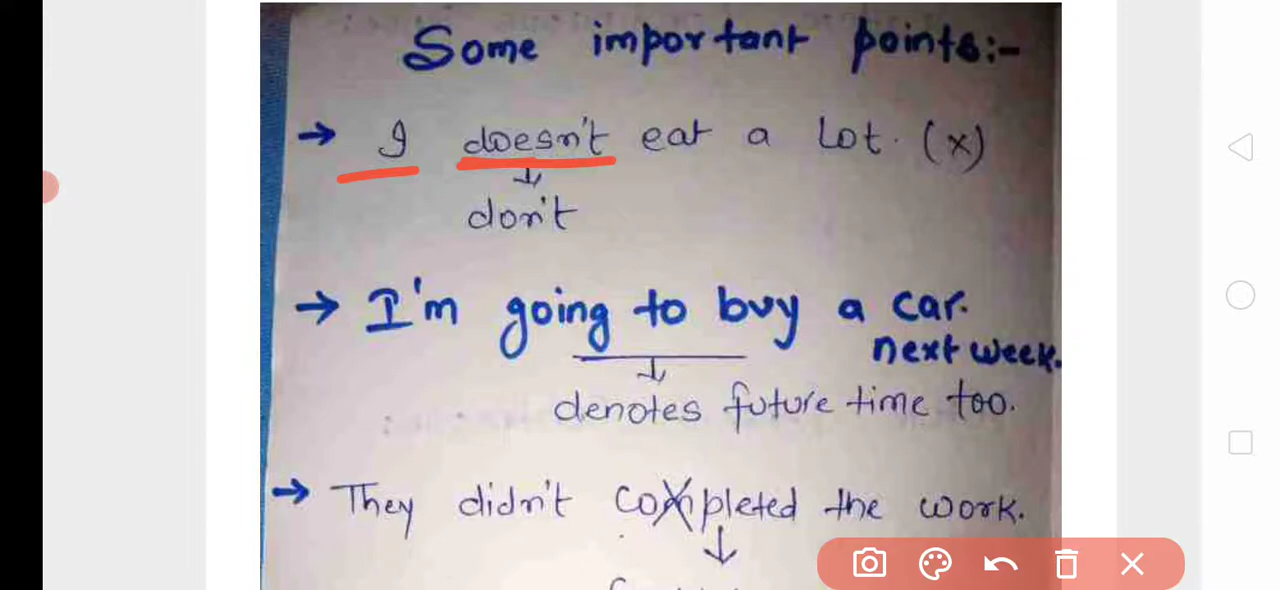 Some important points:-
→ I doesn't eat a lot. (x)
↓
don't
→ I'm going to buy a car.
next week.
↓
denotes future time too.
→ They didn't completed the work.
↓